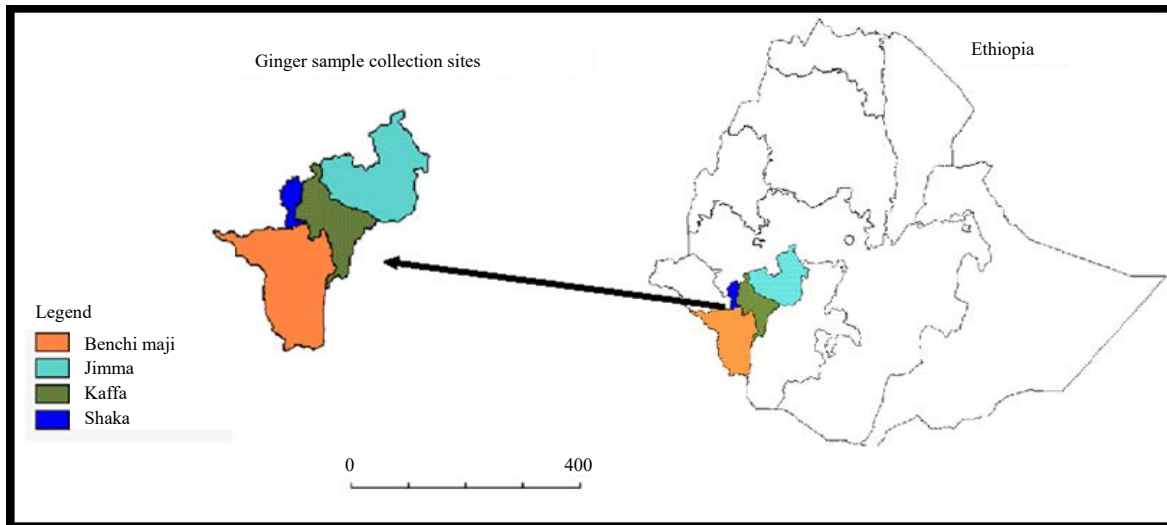 Ginger sample collection sites
Ethiopia
Legend
Benchi maji
Jimma
Kaffa
Shaka
0 400